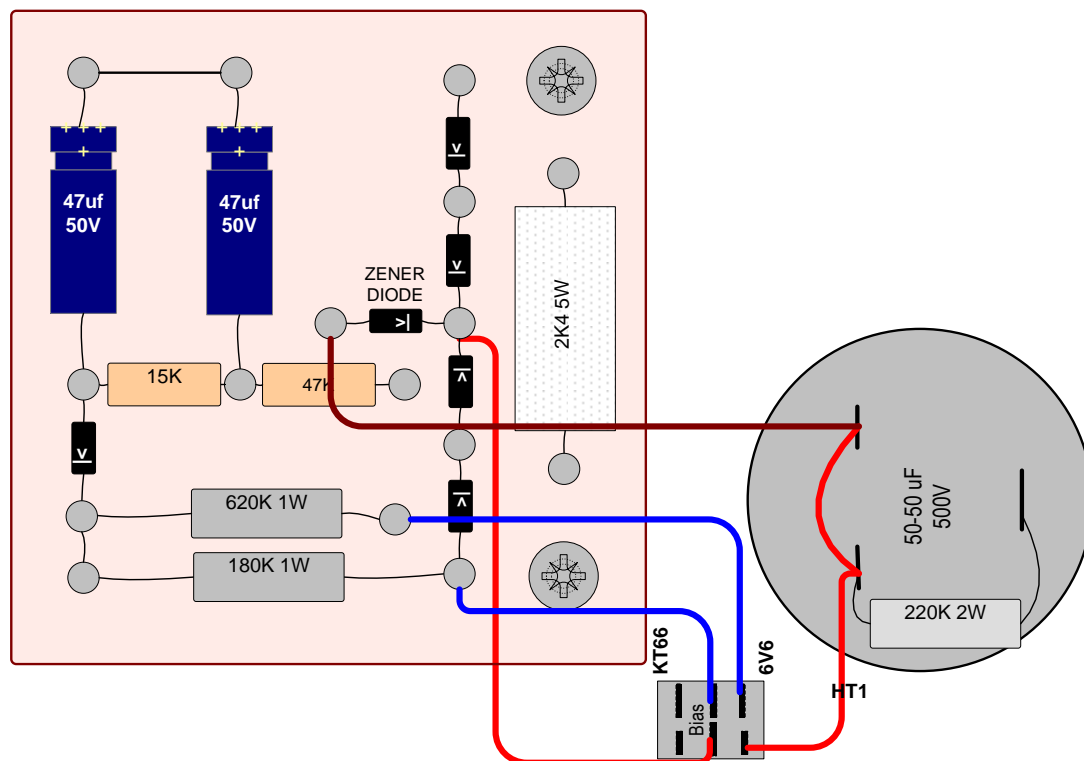 47uf
50V
47uf
50V
ZENER
DIODE
2K4 5W
15K
47K
620K 1W
180K 1W
50-50 uF
500V
220K 2W
KT66
6V6
Bias
HT1